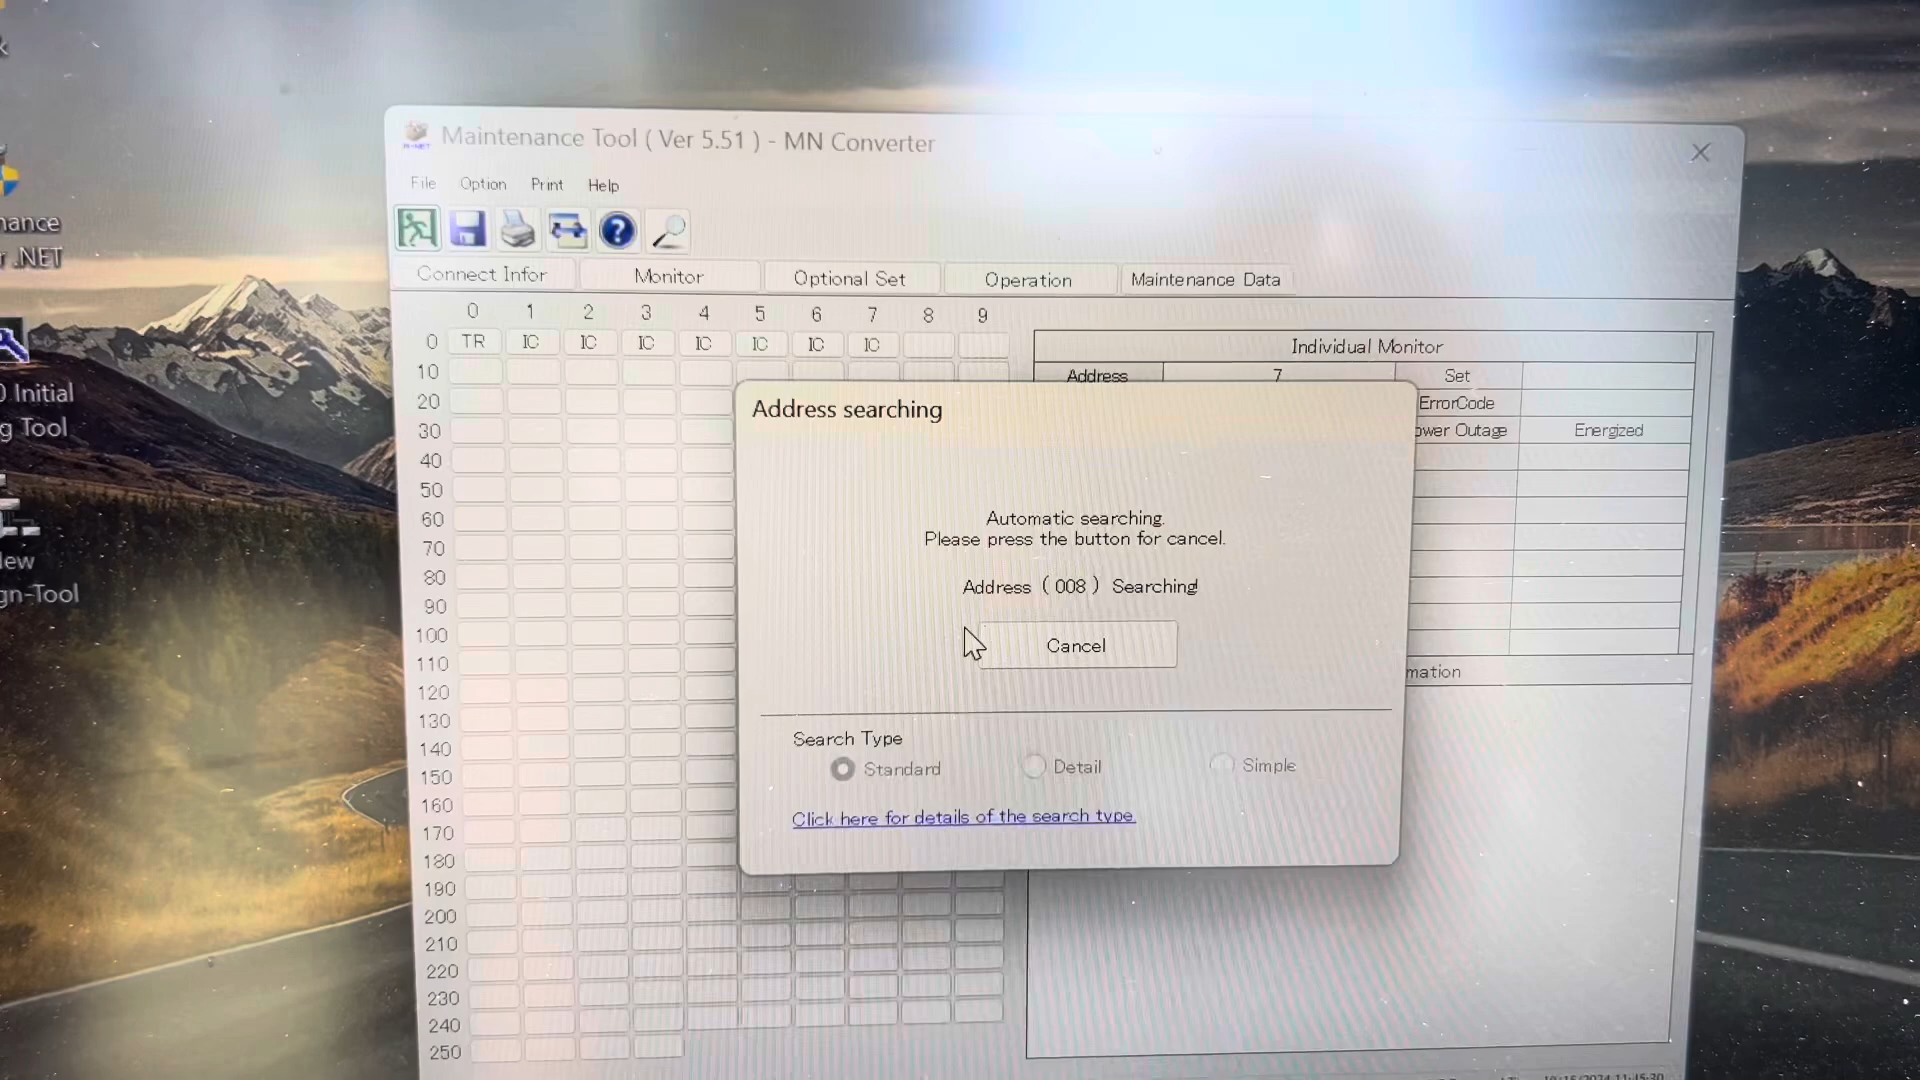 Maintenance Tool ( Ver 5.51 ) - MN Converter
File Option Print Help
Connect Infor Monitor Optional Set Operation Maintenance Data
0 1 2 3 4 5 6 7 8 9
0 TR IC IC IC IC IC IC IC
10
20
30
40
50
60
70
80
90
100
110
120
130
140
150
160
170
180
190
200
210
220
230
240
250
Individual Monitor
Address 7 Set
ErrorCode
ower Outage Energized
mation
Address searching
Automatic searching.
Please press the button for cancel.
Address ( 008 ) Searching!
Cancel
Search Type
Standard Detail Simple
Click here for details of the search type.
nance
r .NET
Initial
g Tool
ew
gn-Tool